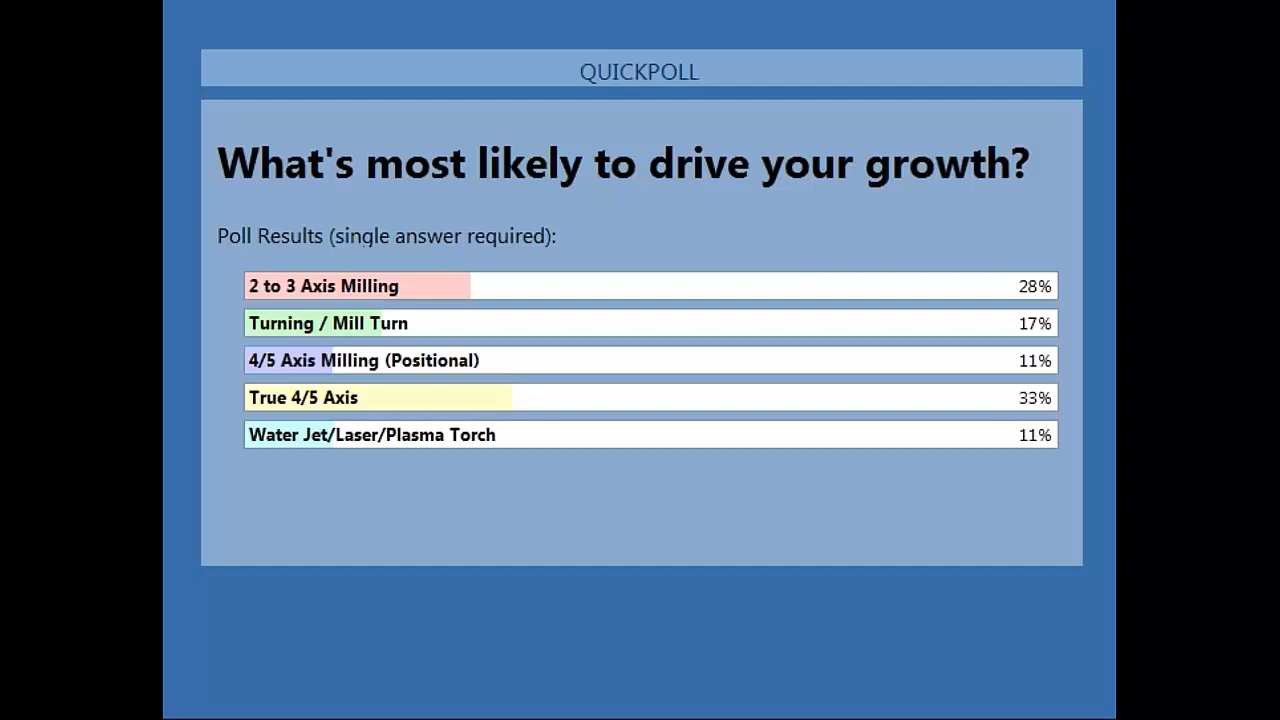 QUICKPOLL
What's most likely to drive your growth?
Poll Results (single answer required):
2 to 3 Axis Milling 28%
Turning / Mill Turn 17%
4/5 Axis Milling (Positional) 11%
True 4/5 Axis 33%
Water Jet/Laser/Plasma Torch 11%